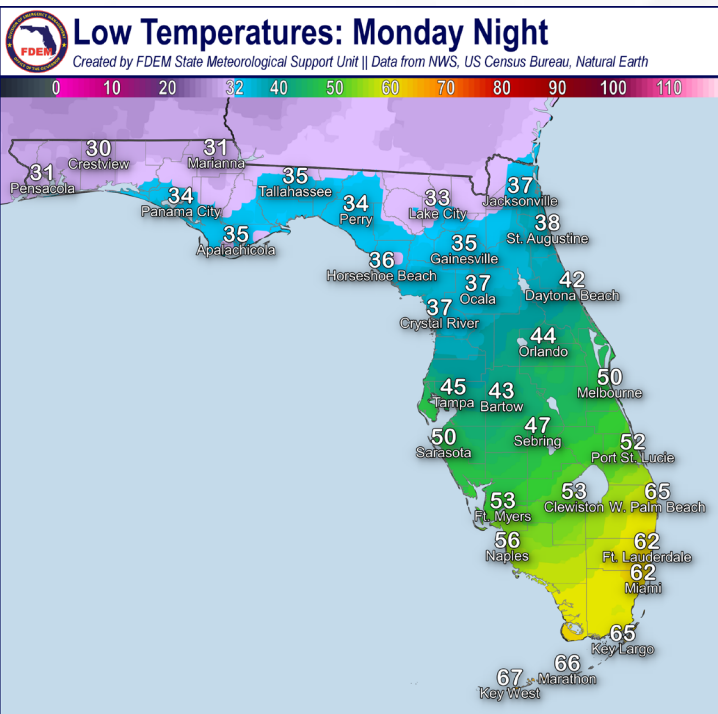 Low Temperatures: Monday Night
Created by FDEM State Meteorological Support Unit || Data from NWS, US Census Bureau, Natural Earth
FDEM
0 10 20 32 40 50 60 70 80 90 100 110
30
Crestview
31
Marianna
31
Pensacola
35
Tallahassee
34
Panama City
34
Perry
33
Lake City
37
Jacksonville
35
Apalachicola
38
St. Augustine
35
Gainesville
36
Horseshoe Beach
37
Ocala
42
Daytona Beach
37
Crystal River
44
Orlando
45
Tampa
43
Bartow
50
Melbourne
50
Sarasota
47
Sebring
52
Port St. Lucie
53
Ft. Myers
53
Clewiston
65
W. Palm Beach
56
Naples
62
Ft. Lauderdale
62
Miami
65
Key Largo
66
Marathon
67
Key West